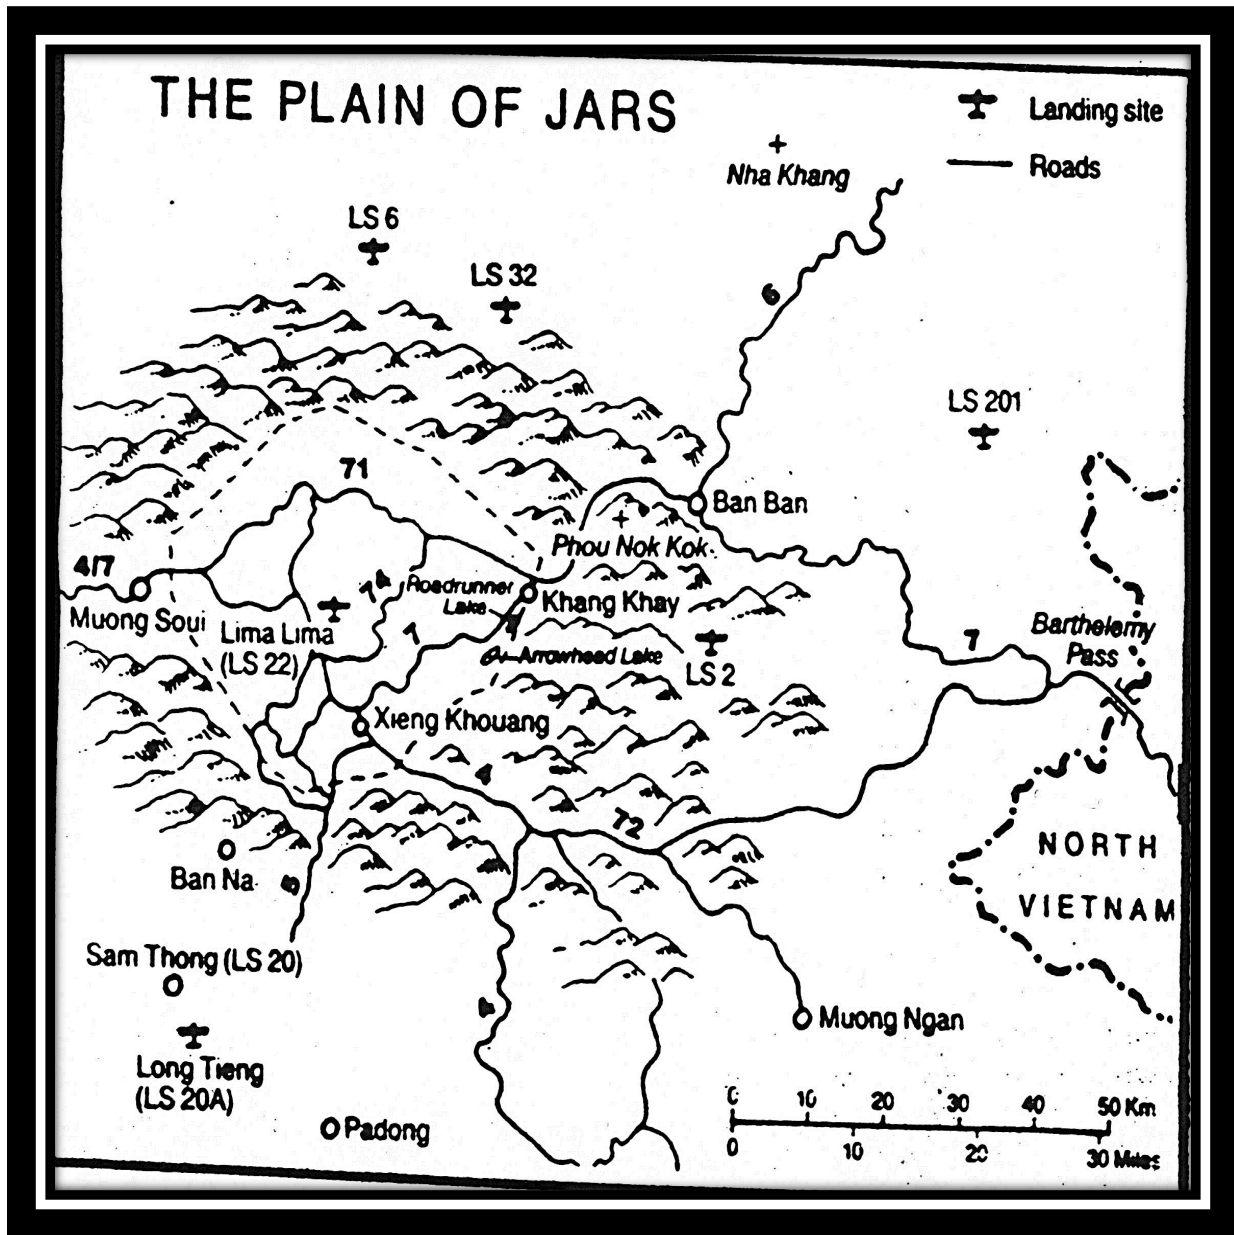 THE PLAIN OF JARS
Landing site
Roads
Nha Khang
LS 6
LS 32
6
LS 201
71
Ban Ban
Phou Nok Kok
4/7
Muong Soui
Roadrunner
Lake
Khang Khay
Lima Lima
(LS 22)
7
Arrowhead Lake
LS 2
7
Barthelemy
Pass
Xieng Khouang
4
72
NORTH
VIETNAM
Ban Na
Sam Thong (LS 20)
4
Muong Ngan
Long Tieng
(LS 20A)
Padong
0 10 20 30 40 50 Km
0 10 20 30 Miles